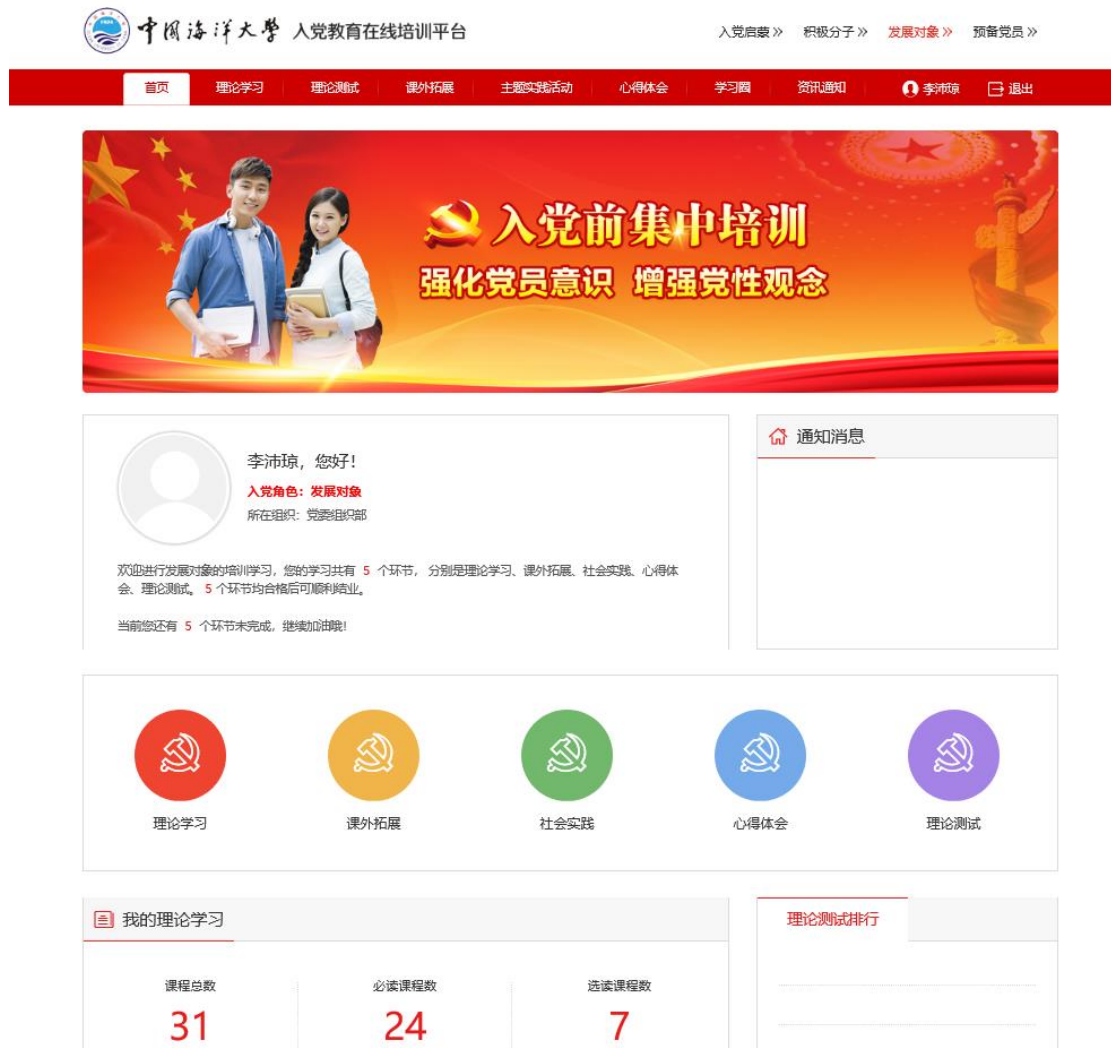 中国海洋大学 入党教育在线培训平台
入党启蒙》 积极分子》 发展对象》 预备党员》
首页 理论学习 理论测试 课外拓展 主题实践活动 心得体会 学习圈 资讯通知 李沛琼 退出
入党前集中培训
强化党员意识 增强党性观念
李沛琼，您好！
入党角色：发展对象
所在组织：党委组织部
欢迎进行发展对象的培训学习，您的学习共有 5 个环节， 分别是理论学习、课外拓展、社会实践、心得体
会、理论测试。 5 个环节均合格后可顺利结业。
当前您还有 5 个环节未完成，继续加油哦！
通知消息
理论学习 课外拓展 社会实践 心得体会 理论测试
我的理论学习
课程总数 必读课程数 选读课程数
31 24 7
理论测试排行